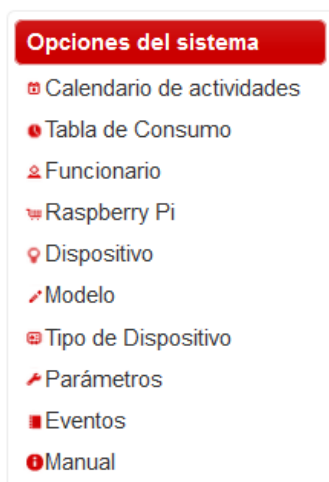 Opciones del sistema
Calendario de actividades
Tabla de Consumo
Funcionario
Raspberry Pi
Dispositivo
Modelo
Tipo de Dispositivo
Parámetros
Eventos
Manual